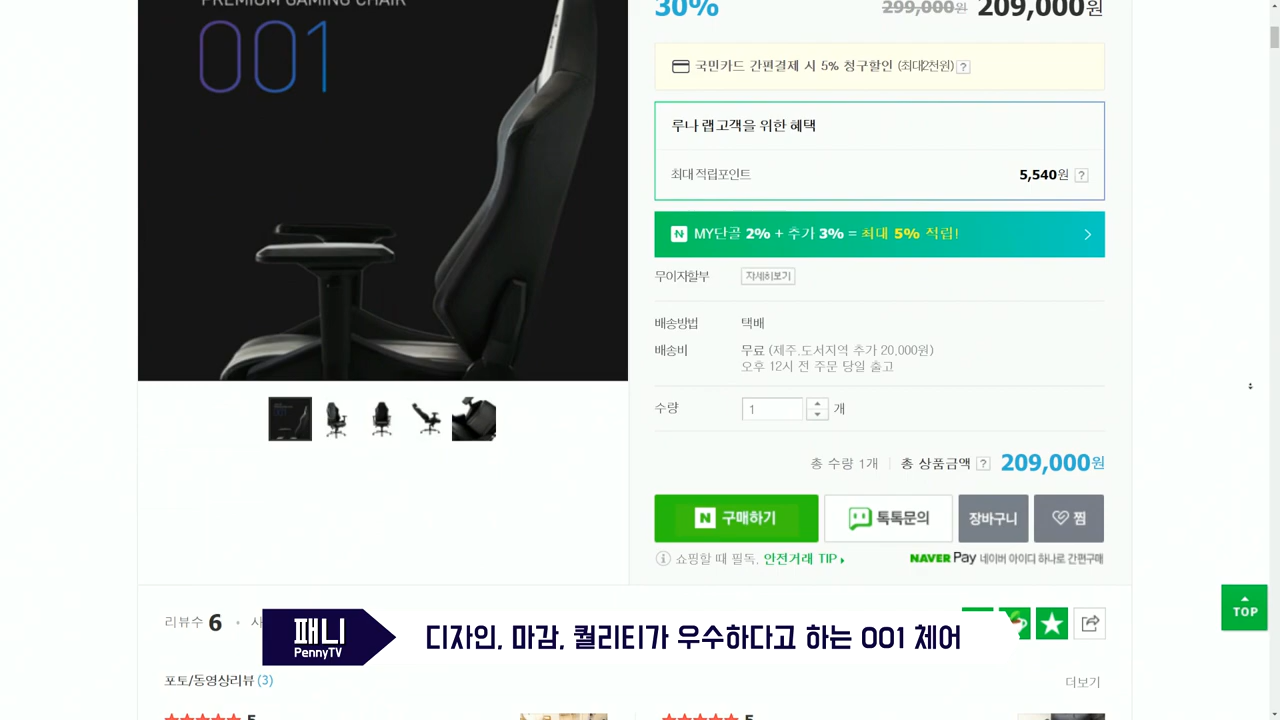 PREMIUM GAMING CHAIR
001
30% 299,000원 209,000원
국민카드 간편결제 시 5% 청구할인 (최대2천원) ?
루나 랩고객을 위한 혜택
최대 적립포인트 5,540원 ?
N MY단골 2% + 추가 3% = 최대 5% 적립!
무이자할부 자세히보기
배송방법 택배
배송비 무료 (제주,도서지역 추가 20,000원)
오후 12시 전 주문 당일 출고
수량 1 개
총 수량 1개 총 상품금액 ? 209,000원
N 구매하기 톡톡문의 장바구니 찜
쇼핑할 때 필독, 안전거래 TIP
NAVER Pay 네이버 아이디 하나로 간편구매
TOP
리뷰수 6 • 사
패니
PennyTV
디자인, 마감, 퀄리티가 우수하다고 하는 001 체어
포토/동영상리뷰 (3) 더보기
5 5